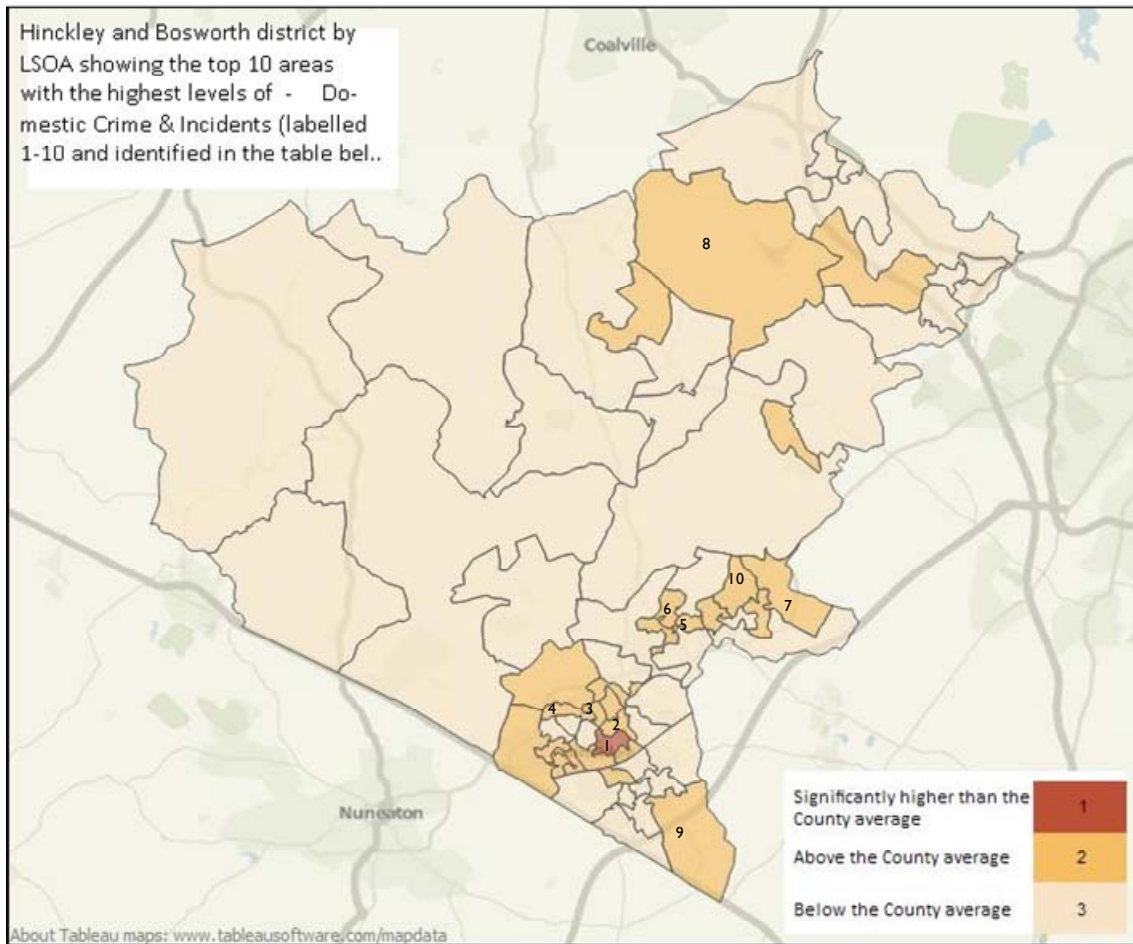 Hinckley and Bosworth district by
LSOA showing the top 10 areas
with the highest levels of - Do-
mestic Crime & Incidents (labelled
1-10 and identified in the table bel..
Coalville
8
10
6
7
5
4
3
2
1
Nuneaton
9
Significantly higher than the
County average
1
Above the County average
2
Below the County average
3
About Tableau maps: www.tableausoftware.com/mapdata